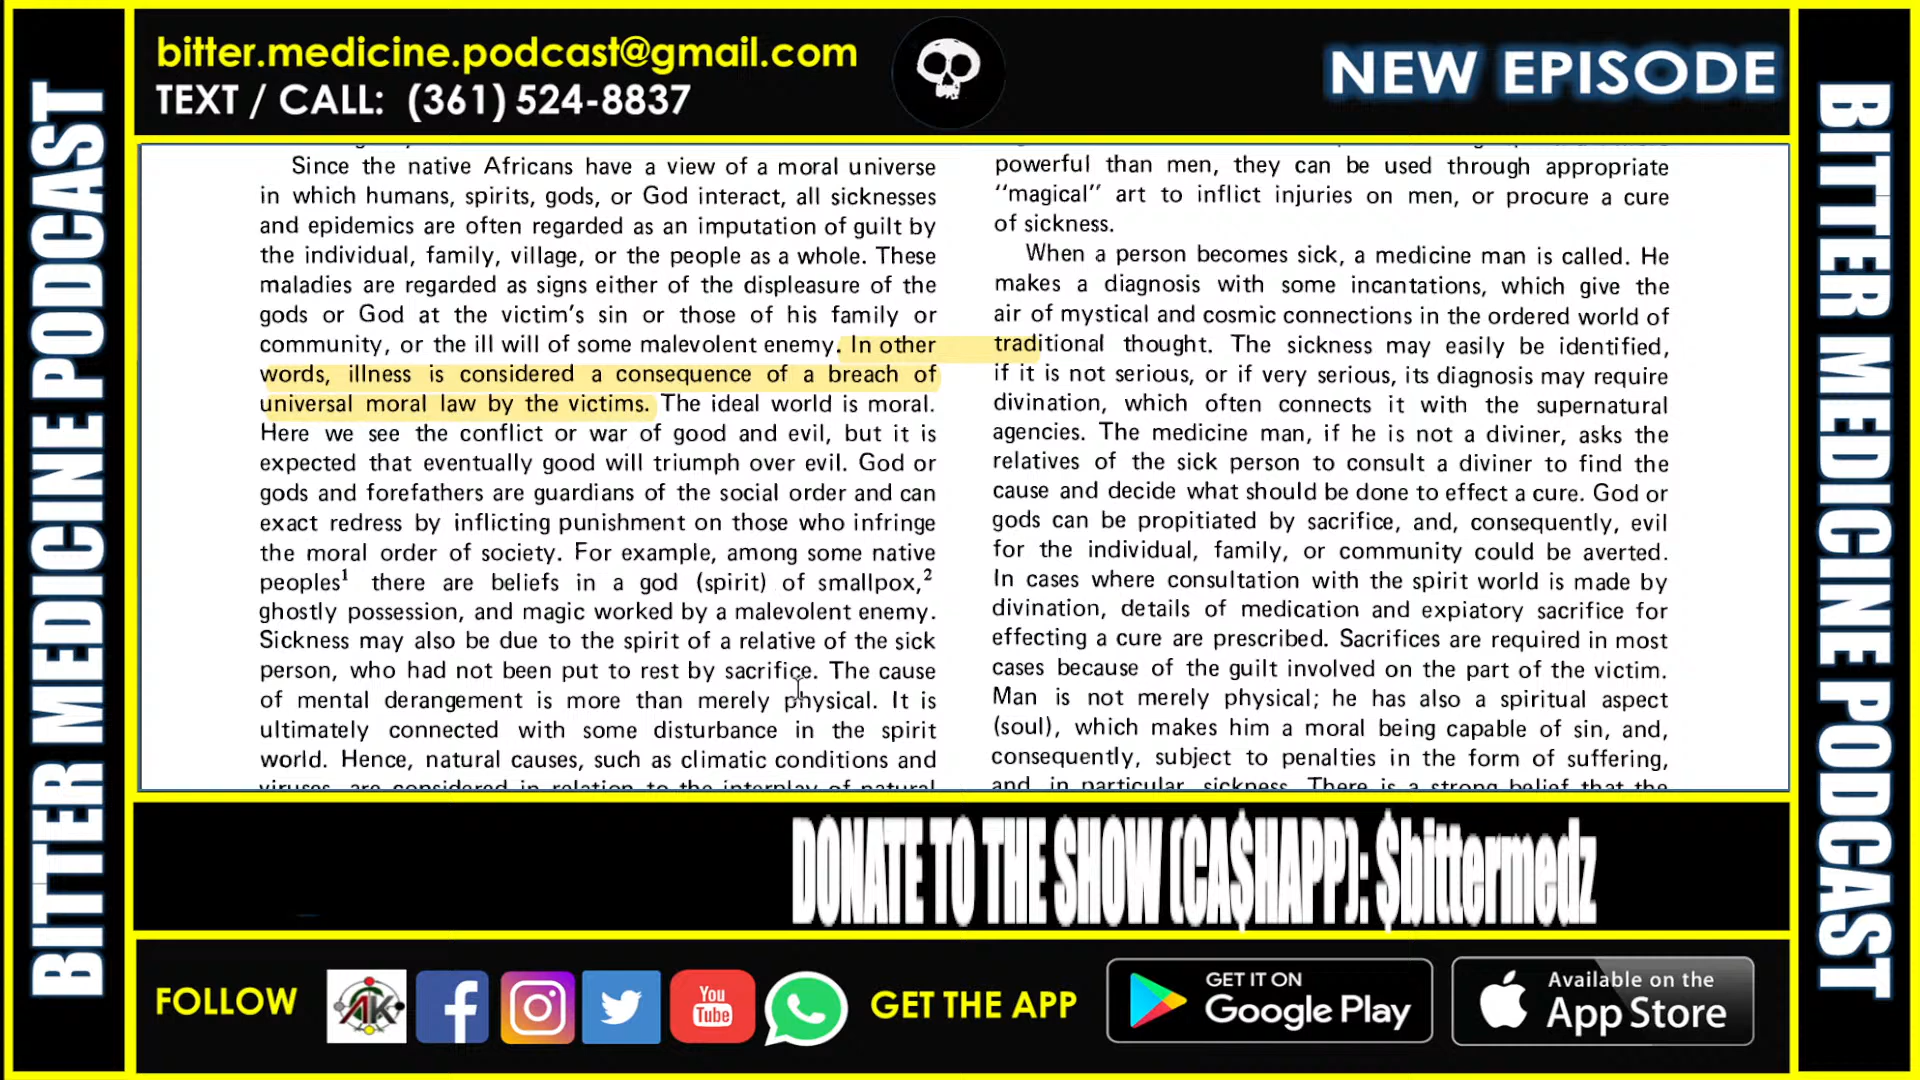 BITTER MEDICINE PODCAST
bitter.medicine.podcast@gmail.com
TEXT / CALL: (361) 524-8837
NEW EPISODE
Since the native Africans have a view of a moral universe
in which humans, spirits, gods, or God interact, all sicknesses
and epidemics are often regarded as an imputation of guilt by
the individual, family, village, or the people as a whole. These
maladies are regarded as signs either of the displeasure of the
gods or God at the victim's sin or those of his family or
community, or the ill will of some malevolent enemy. In other
words, illness is considered a consequence of a breach of
universal moral law by the victims. The ideal world is moral.
Here we see the conflict or war of good and evil, but it is
expected that eventually good will triumph over evil. God or
gods and forefathers are guardians of the social order and can
exact redress by inflicting punishment on those who infringe
the moral order of society. For example, among some native
peoples¹ there are beliefs in a god (spirit) of smallpox,²
ghostly possession, and magic worked by a malevolent enemy.
Sickness may also be due to the spirit of a relative of the sick
person, who had not been put to rest by sacrifice. The cause
of mental derangement is more than merely physical. It is
ultimately connected with some disturbance in the spirit
world. Hence, natural causes, such as climatic conditions and
viruses, are considered in relation to the interplay of natural
powerful than men, they can be used through appropriate
"magical" art to inflict injuries on men, or procure a cure
of sickness.
When a person becomes sick, a medicine man is called. He
makes a diagnosis with some incantations, which give the
air of mystical and cosmic connections in the ordered world of
traditional thought. The sickness may easily be identified,
if it is not serious, or if very serious, its diagnosis may require
divination, which often connects it with the supernatural
agencies. The medicine man, if he is not a diviner, asks the
relatives of the sick person to consult a diviner to find the
cause and decide what should be done to effect a cure. God or
gods can be propitiated by sacrifice, and, consequently, evil
for the individual, family, or community could be averted.
In cases where consultation with the spirit world is made by
divination, details of medication and expiatory sacrifice for
effecting a cure are prescribed. Sacrifices are required in most
cases because of the guilt involved on the part of the victim.
Man is not merely physical; he has also a spiritual aspect
(soul), which makes him a moral being capable of sin, and,
consequently, subject to penalties in the form of suffering,
and, in particular, sickness. There is a strong belief that the
BITTER MEDICINE PODCAST
DONATE TO THE SHOW (CA$HAPP): $bittermedz
FOLLOW
AK
You
Tube
GET THE APP
GET IT ON
Google Play
Available on the
App Store